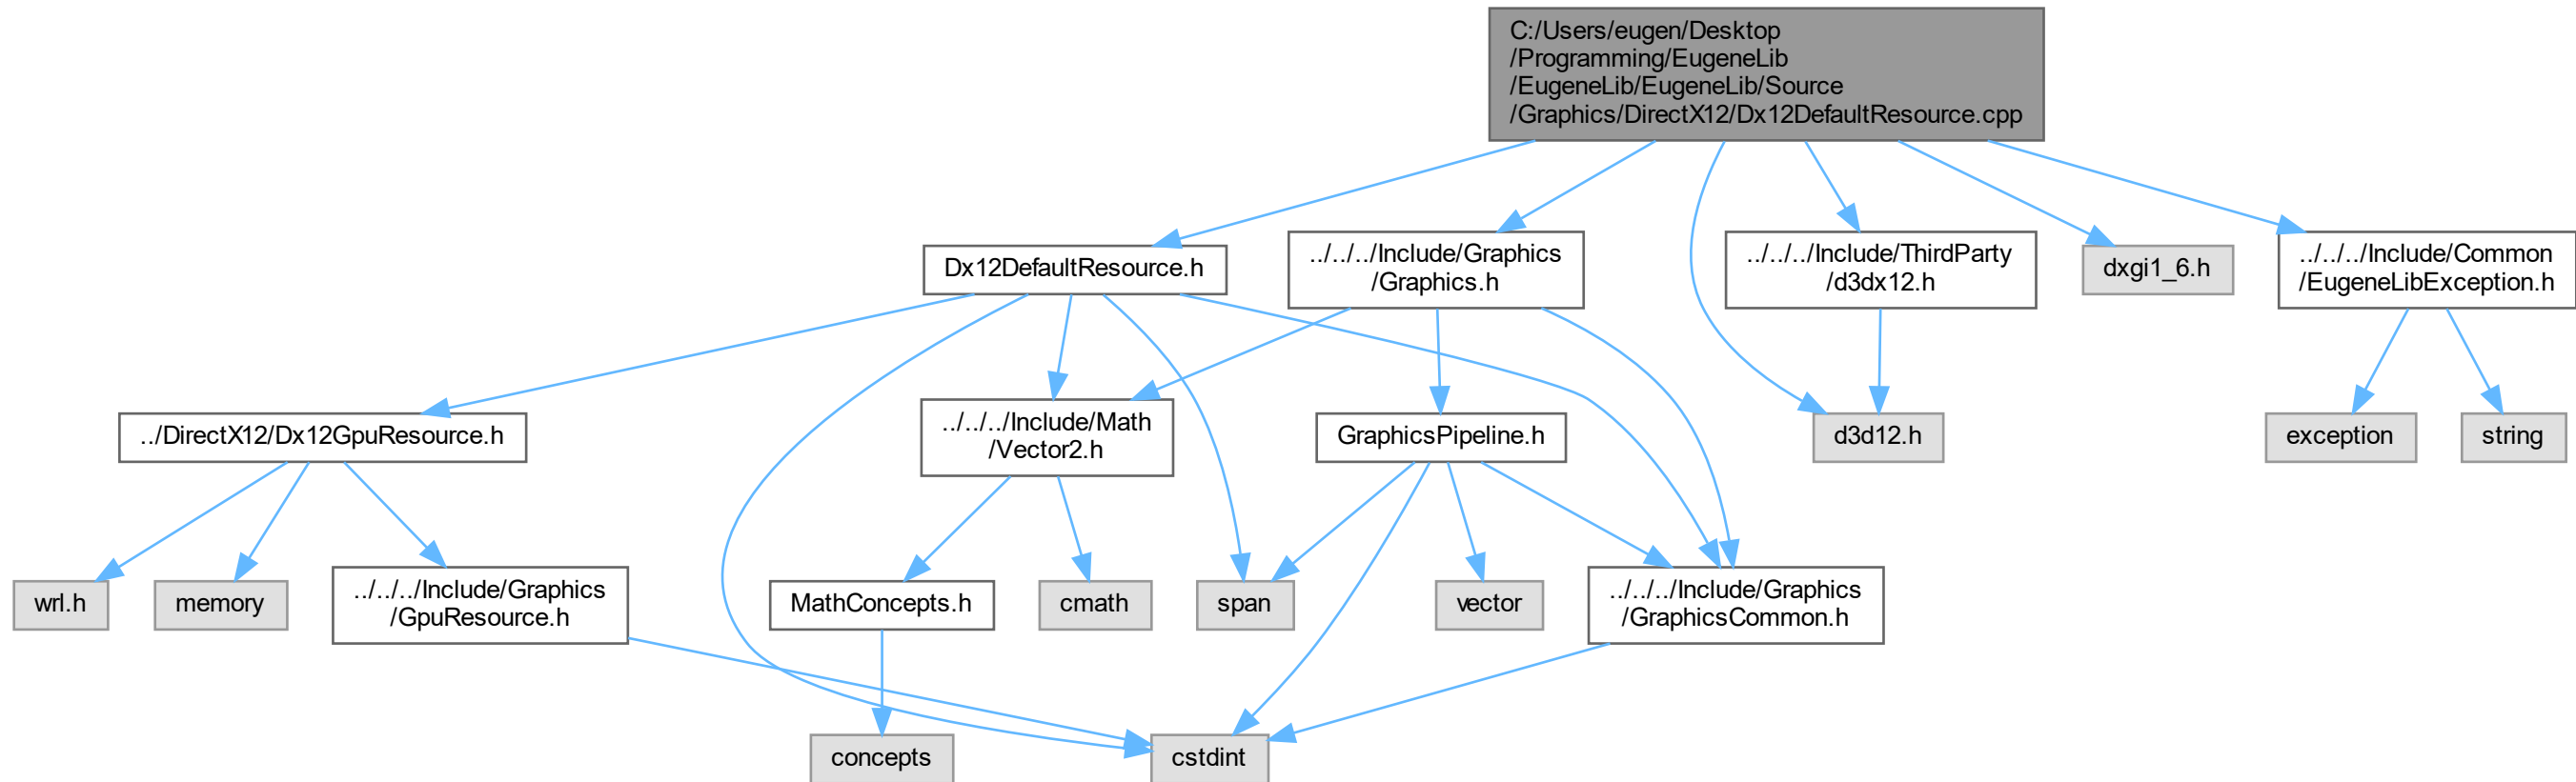 C:/Users/eugen/Desktop
/Programming/EugeneLib
/EugeneLib/EugeneLib/Source
/Graphics/DirectX12/Dx12DefaultResource.cpp
Dx12DefaultResource.h
../../../Include/Graphics
/Graphics.h
../../../Include/ThirdParty
/d3dx12.h
dxgi1_6.h
../../../Include/Common
/EugeneLibException.h
../DirectX12/Dx12GpuResource.h
../../../Include/Math
/Vector2.h
GraphicsPipeline.h
d3d12.h
exception
string
wrl.h
memory
../../../Include/Graphics
/GpuResource.h
MathConcepts.h
cmath
span
vector
../../../Include/Graphics
/GraphicsCommon.h
concepts
cstdint